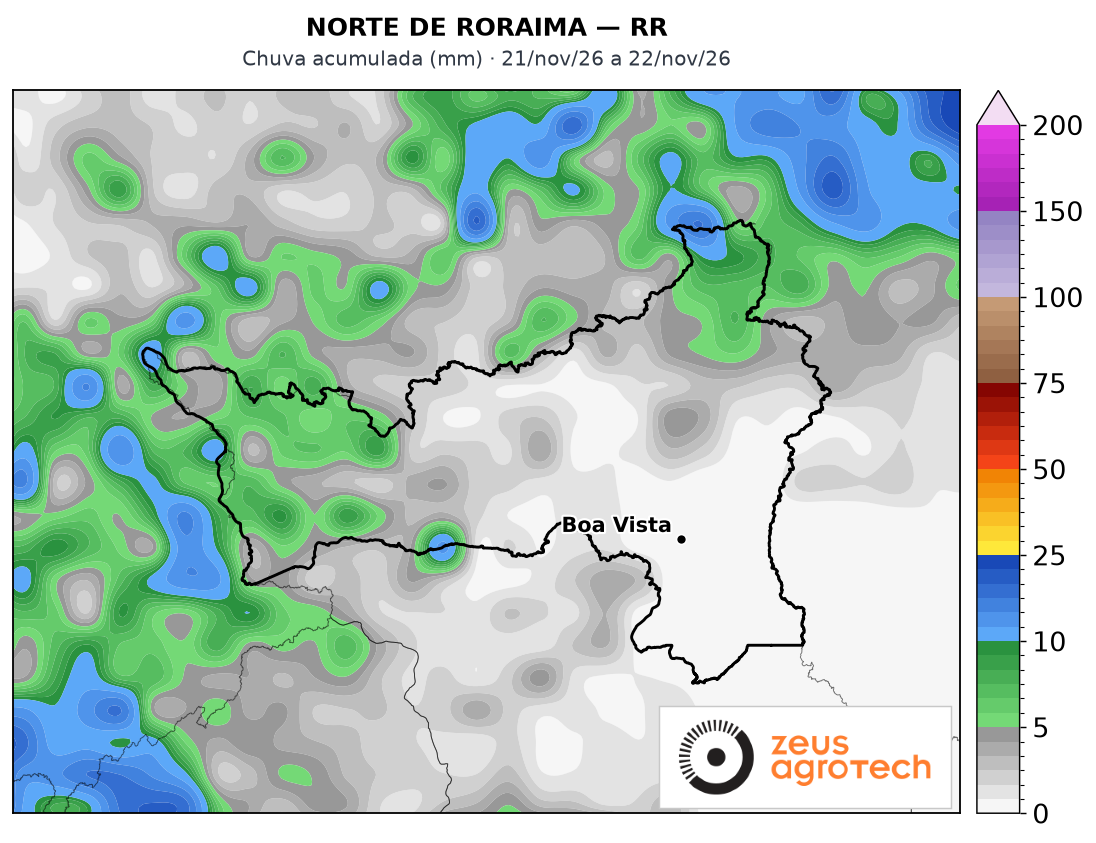 NORTE DE RORAIMA — RR
Chuva acumulada (mm) · 21/nov/26 a 22/nov/26
200
150
100
75
50
25
10
5
0
Boa Vista
zeus
agrotech